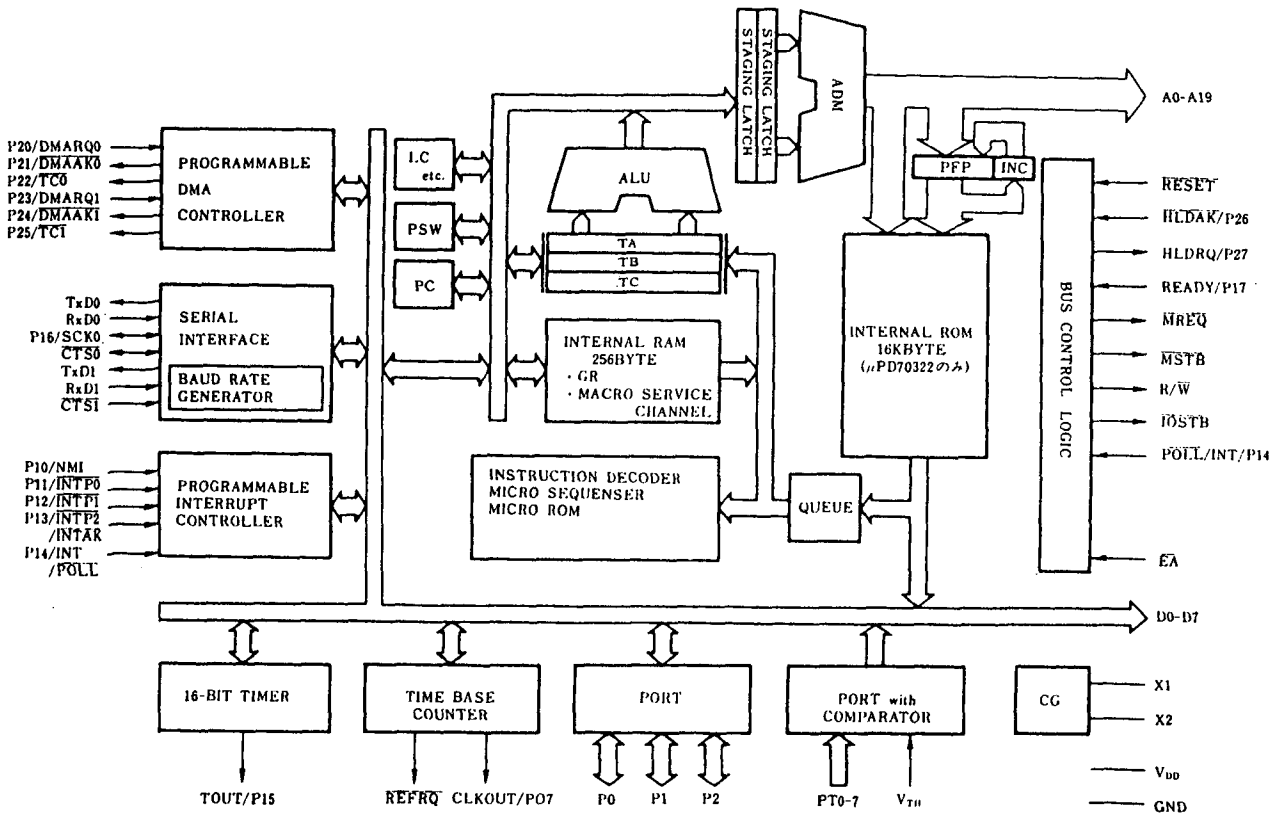 STAGING LATCH
STAGING LATCH
ADM
A0-A19
P20/DMARQ0
P21/DMAAK0
P22/TC0
P23/DMARQ1
P24/DMAAK1
P25/TC1
PROGRAMMABLE
DMA
CONTROLLER
I.C
etc.
PSW
PC
ALU
TA
TB
TC
PFP
INC
TxD0
RxD0
P16/SCK0
CTS0
TxD1
RxD1
CTS1
SERIAL
INTERFACE
BAUD RATE
GENERATOR
INTERNAL RAM
256BYTE
・GR
・MACRO SERVICE
CHANNEL
INTERNAL ROM
16KBYTE
(μPD70322のみ)
BUS CONTROL LOGIC
RESET
HLDAK/P26
HLDRQ/P27
READY/P17
MREQ
MSTB
R/W
IOSTB
POLL/INT/P14
EA
P10/NMI
P11/INTP0
P12/INTP1
P13/INTP2
/INTAK
P14/INT
/POLL
PROGRAMMABLE
INTERRUPT
CONTROLLER
INSTRUCTION DECODER
MICRO SEQUENSER
MICRO ROM
QUEUE
D0-D7
16-BIT TIMER
TIME BASE
COUNTER
PORT
PORT with
COMPARATOR
CG
X1
X2
VDD
GND
TOUT/P15
REFRQ
CLKOUT/PO7
P0
P1
P2
PT0-7
VTH